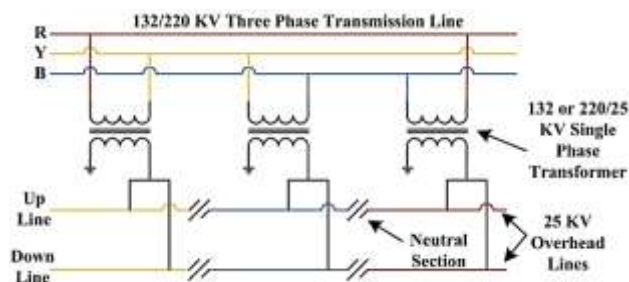 132/220 KV Three Phase Transmission Line
R
Y
B
132 or 220/25
KV Single
Phase
Transformer
Up
Line
Neutral
Section
25 KV
Overhead
Lines
Down
Line